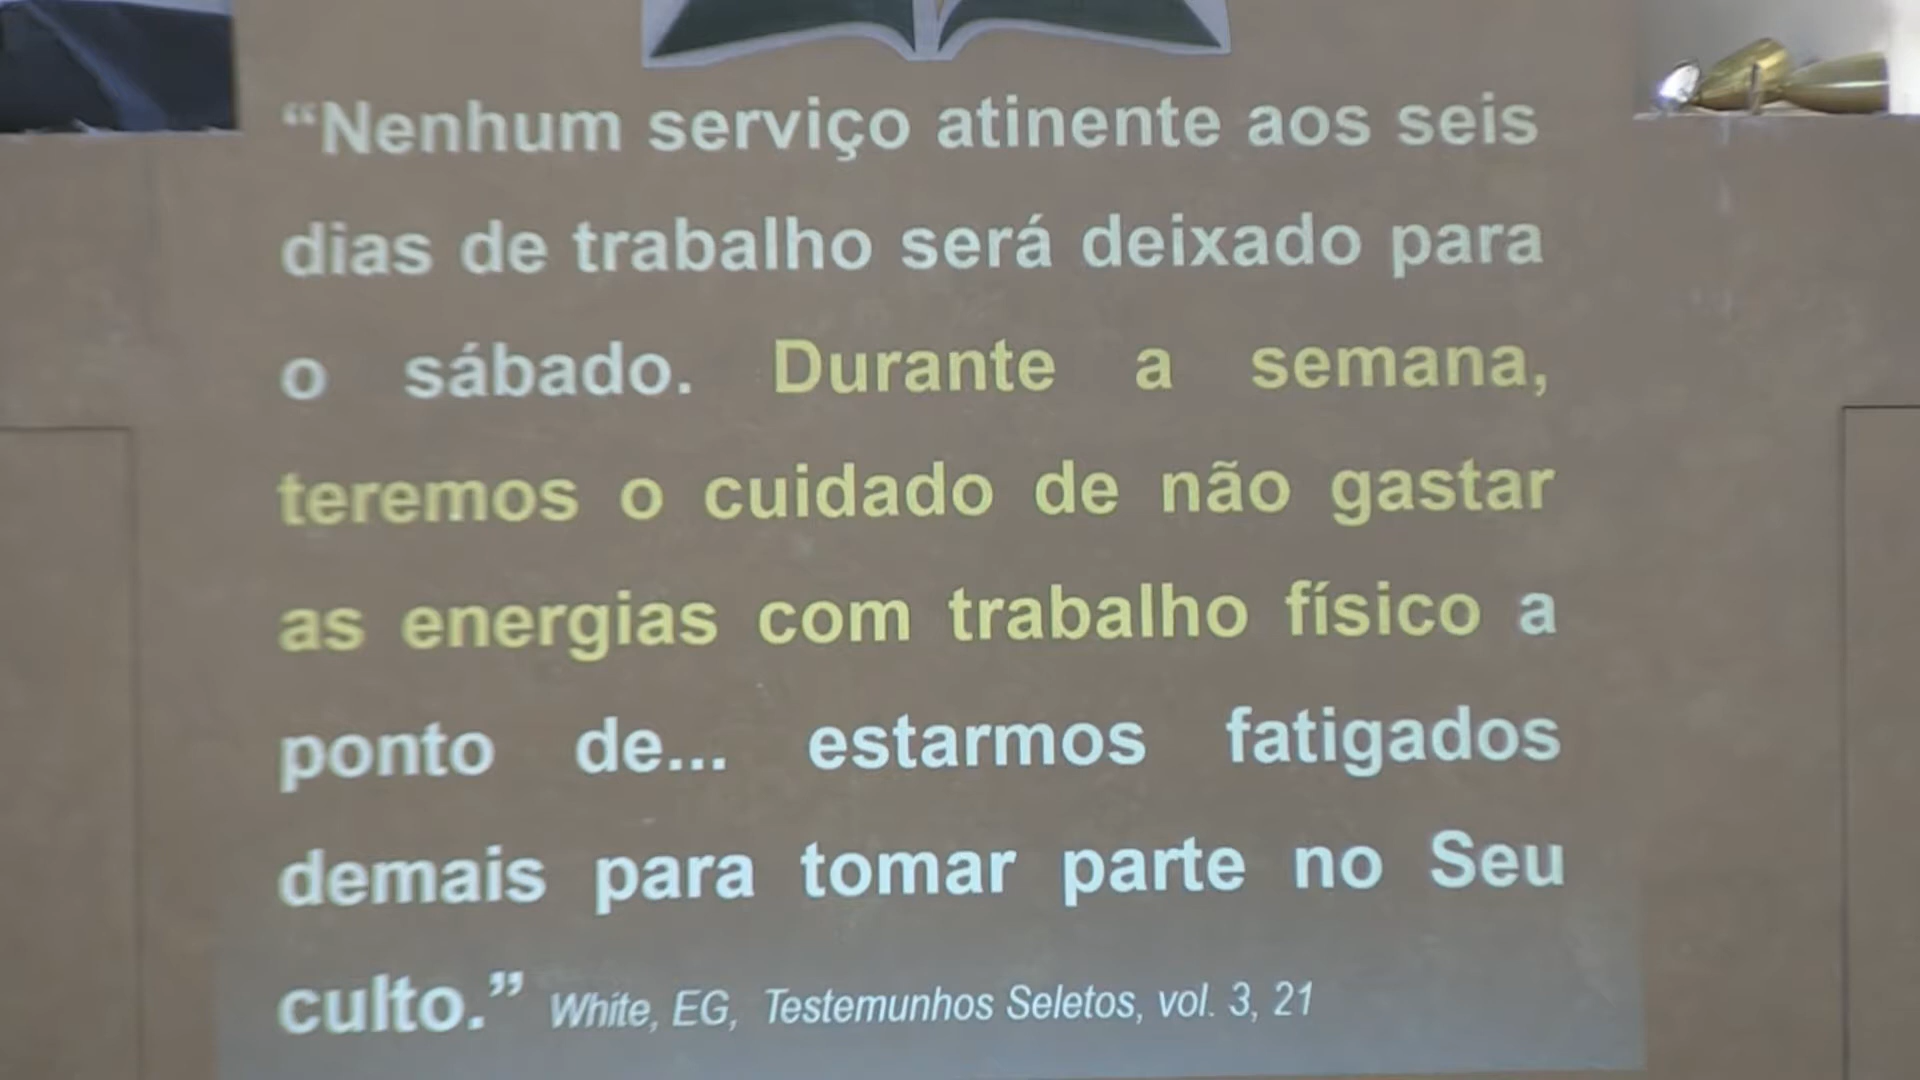 “Nenhum serviço atinente aos seis
dias de trabalho será deixado para
o sábado. Durante a semana,
teremos o cuidado de não gastar
as energias com trabalho físico a
ponto de... estarmos fatigados
demais para tomar parte no Seu
culto.” White, EG, Testemunhos Seletos, vol. 3, 21